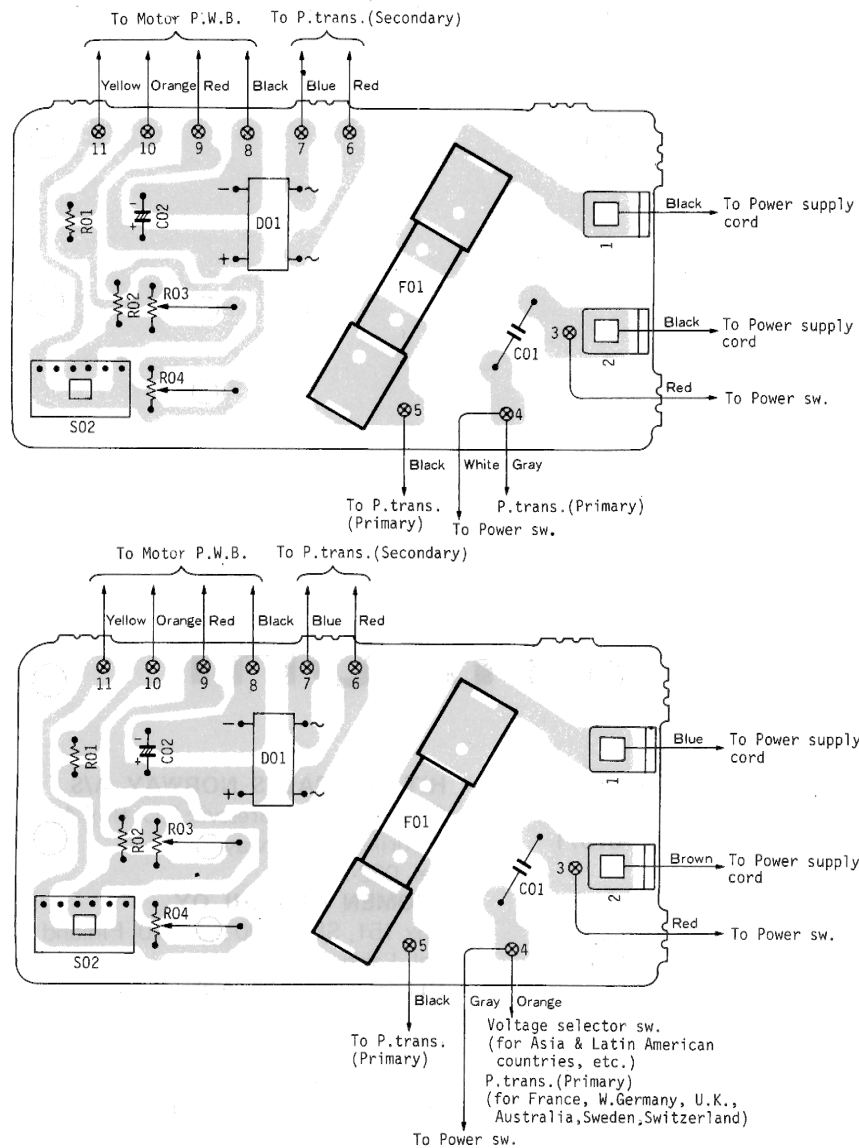 To Motor P.W.B. To P.trans.(Secondary)
Yellow Orange Red Black Blue Red
11 10 9 8 7 6
R01
- +
C02
- + D01 ~ ~
F01
1
Black To Power supply
cord
R02 R03
C01
3
2
Black To Power supply
cord
R04
S02
Red To Power sw.
5
4
Black White Gray
To P.trans.
(Primary)
P.trans.(Primary)
To Power sw.
To Motor P.W.B. To P.trans.(Secondary)
Yellow Orange Red Black Blue Red
11 10 9 8 7 6
R01
- +
C02
- + D01 ~ ~
F01
1
Blue To Power supply
cord
R02 R03
C01
3
2
Brown To Power supply
cord
R04
S02
Red To Power sw.
5
4
Black Gray Orange
To P.trans.
(Primary)
Voltage selector sw.
(for Asia & Latin American
countries, etc.)
P.trans.(Primary)
(for France, W.Germany, U.K.,
Australia,Sweden,Switzerland)
To Power sw.